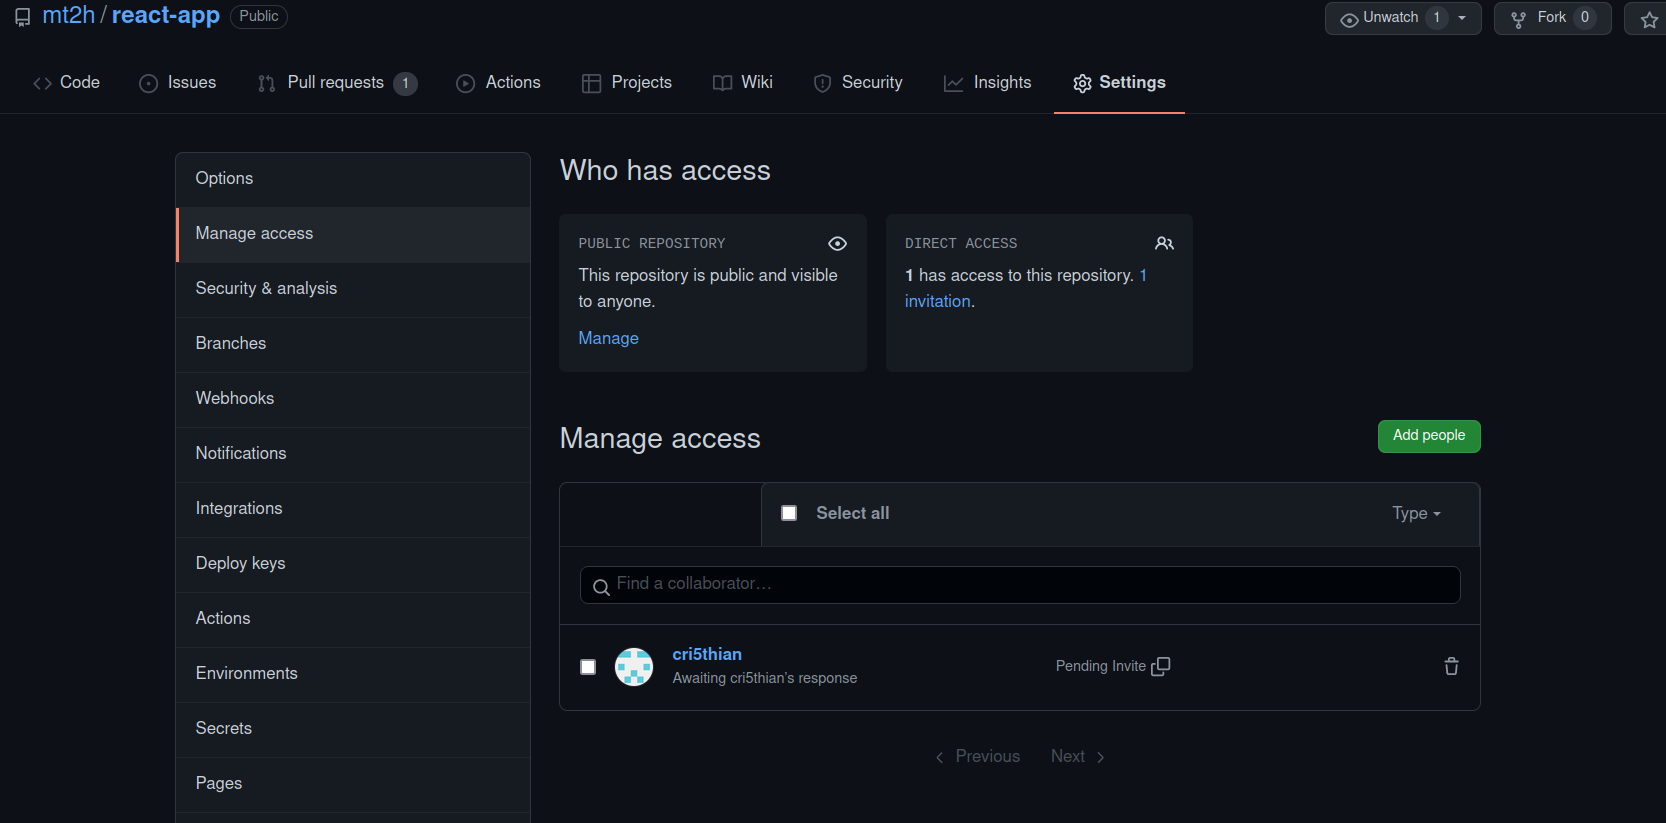 mt2h / react-app Public
Unwatch 1
Fork 0
Code
Issues
Pull requests 1
Actions
Projects
Wiki
Security
Insights
Settings
Options
Manage access
Security & analysis
Branches
Webhooks
Notifications
Integrations
Deploy keys
Actions
Environments
Secrets
Pages
Who has access
PUBLIC REPOSITORY
This repository is public and visible
to anyone.
Manage
DIRECT ACCESS
1 has access to this repository. 1
invitation.
Manage access
Add people
Select all
Type
Find a collaborator…
cri5thian
Awaiting cri5thian's response
Pending Invite
Previous
Next